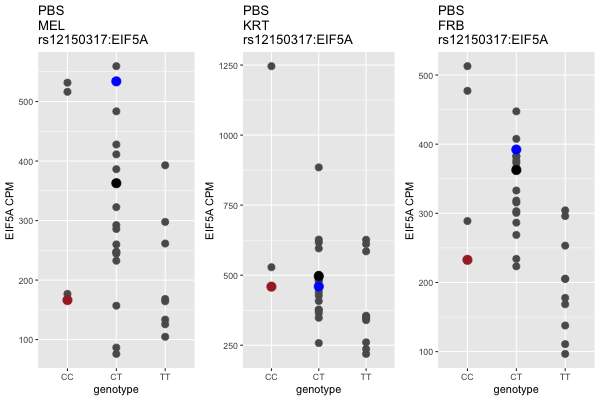 PBS
MEL
rs12150317:EIF5A
EIF5A CPM
500
400
300
200
100
CC CT TT
genotype
PBS
KRT
rs12150317:EIF5A
EIF5A CPM
1250
1000
750
500
250
CC CT TT
genotype
PBS
FRB
rs12150317:EIF5A
EIF5A CPM
500
400
300
200
100
CC CT TT
genotype